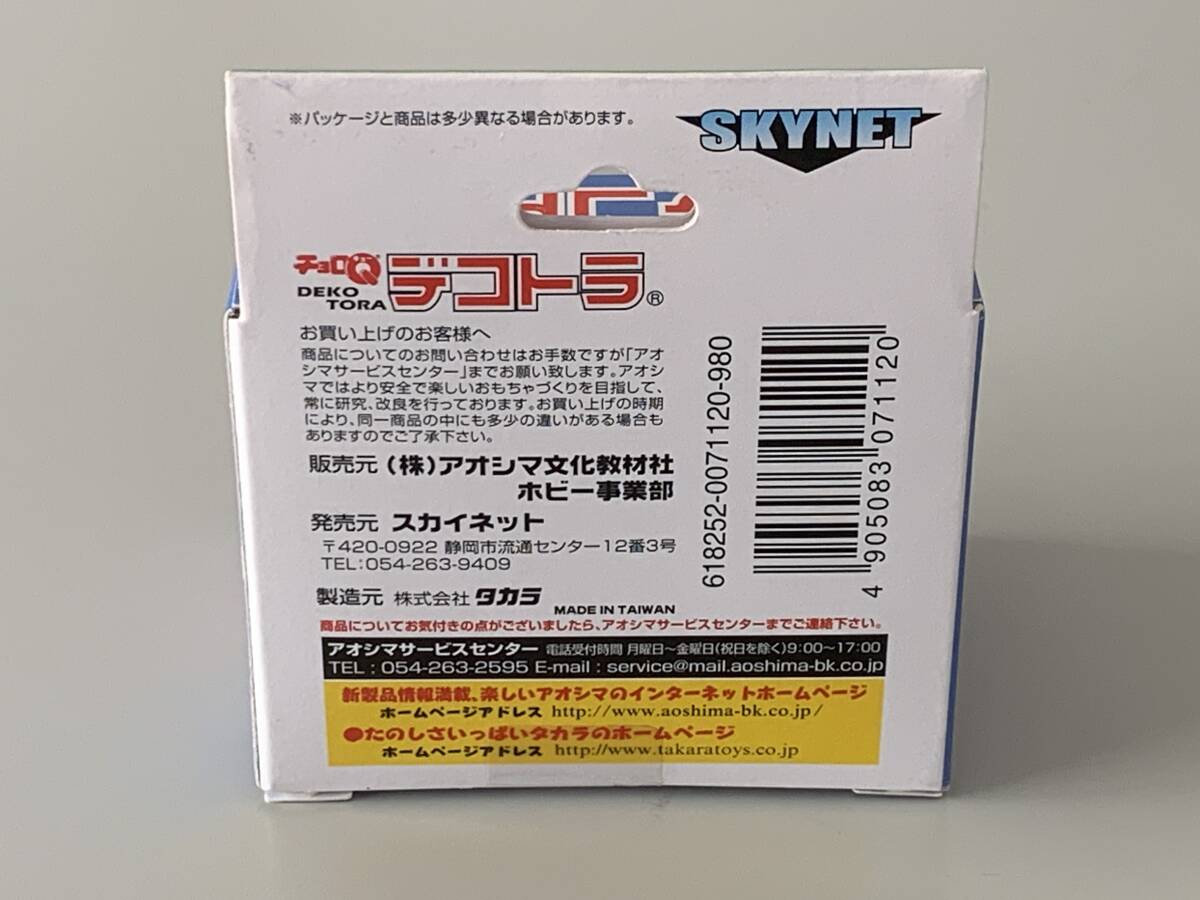 ※パッケージと商品は多少異なる場合があります。
SKYNET
チョロQ
DEKO
TORA
デコトラ®
お買い上げのお客様へ
商品についてのお問い合わせはお手数ですが「アオ
シマサービスセンター」までお願い致します。アオシ
マではより安全で楽しいおもちゃづくりを目指して、
常に研究、改良を行っております。お買い上げの時期
により、同一商品の中にも多少の違いがある場合も
ありますのでご了承下さい。
販売元 (株)アオシマ文化教材社
ホビー事業部
発売元 スカイネット
〒420-0922 静岡市流通センター12番3号
TEL:054-263-9409
製造元 株式会社 タカラ
MADE IN TAIWAN
618252-0071120-980
4 905083 071120
商品についてお気付きの点がございましたら、アオシマサービスセンターまでご連絡下さい。
アオシマサービスセンター 電話受付時間 月曜日〜金曜日(祝日を除く)9:00〜17:00
TEL : 054-263-2595 E-mail : service@mail.aoshima-bk.co.jp
新製品情報満載、楽しいアオシマのインターネットホームページ
ホームページアドレス http://www.aoshima-bk.co.jp/
●たのしさいっぱいタカラのホームページ
ホームページアドレス http://www.takaratoys.co.jp